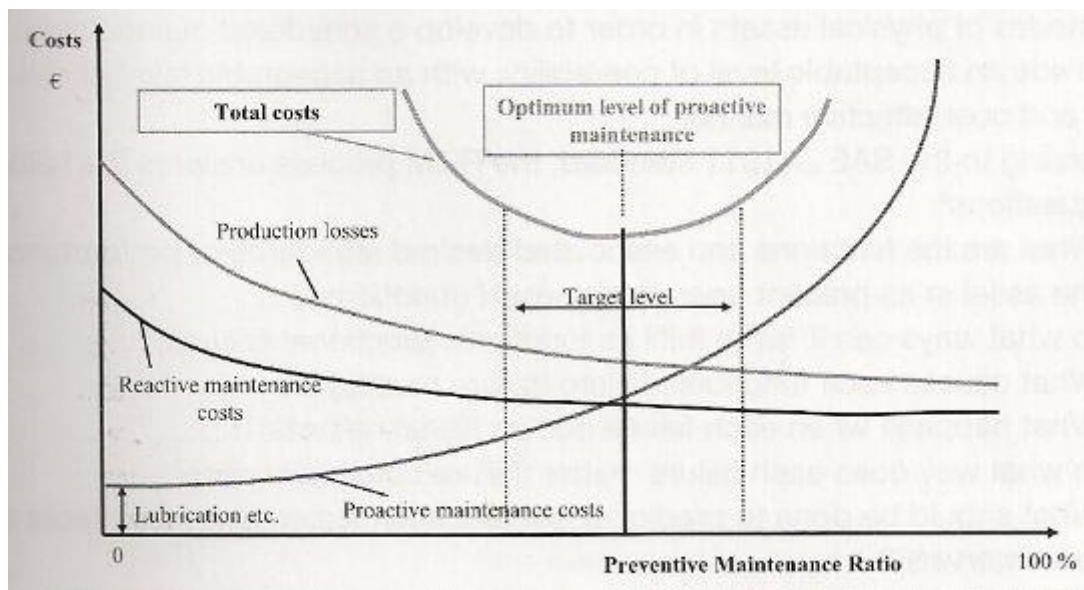 Costs
€
Total costs
Optimum level of proactive
maintenance
Production losses
Target level
Reactive maintenance
costs
Proactive maintenance costs
Lubrication etc.
0
Preventive Maintenance Ratio
100 %